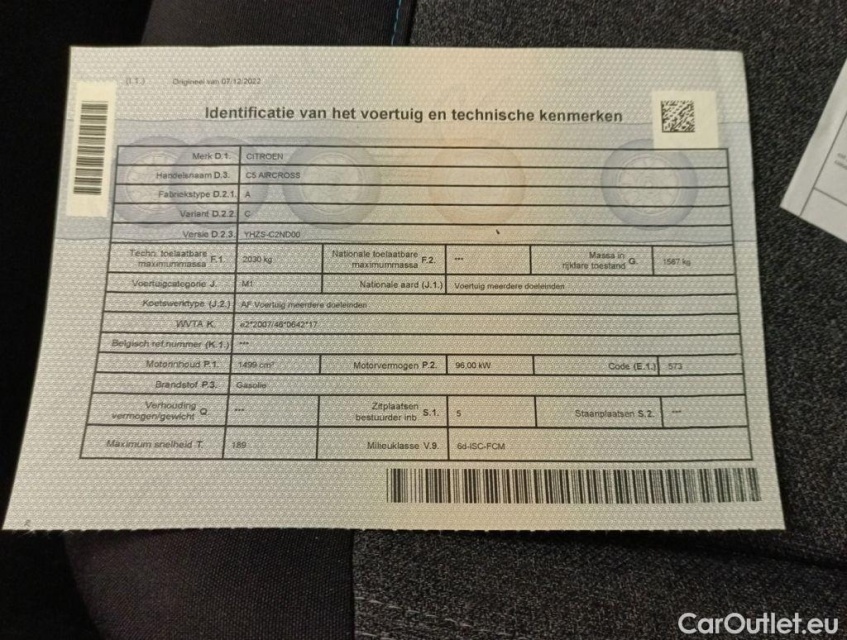 (I.T.) Origineel van 07/12/2022
Identificatie van het voertuig en technische kenmerken
Merk D.1. CITROEN
Handelsnaam D.3. C5 AIRCROSS
Fabriekstype D.2.1. A
Variant D.2.2. C
Versie D.2.3. YHZS-C2ND00
Techn. toelaatbare maximummassa F.1. 2030 kg Nationale toelaatbare maximummassa F.2. *** Massa in rijklare toestand G. 1587 kg
Voertuigcategorie J. M1 Nationale aard (J.1.) Voertuig meerdere doeleinden
Koetswerktype (J.2.) AF Voertuig meerdere doeleinden
WVTA K. e2*2007/46*0642*17
Belgisch ref.nummer (K.1.) ***
Motorinhoud P.1. 1499 cm³ Motorvermogen P.2. 96,00 kW Code (E.1.) 573
Brandstof P.3. Gasolie
Verhouding vermogen/gewicht Q. *** Zitplaatsen bestuurder inb. S.1. 5 Staanplaatsen S.2. ***
Maximum snelheid T. 189 Milieuklasse V.9. 6d-ISC-FCM
CarOutlet.eu